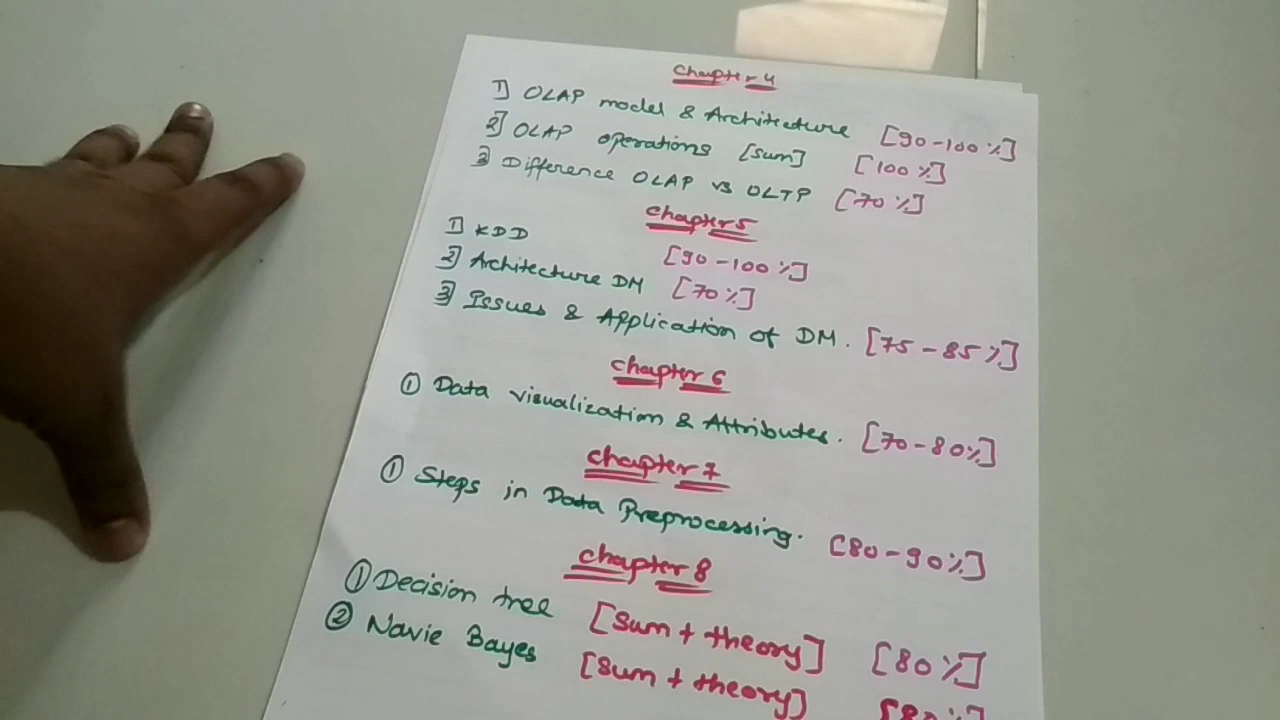 Chapter 4
1] OLAP model & Architecture [90-100%]
2] OLAP operations [sum] [100%]
3] Difference OLAP vs OLTP [70%]
Chapter 5
1] KDD [90-100%]
2] Architecture DM [70%]
3] Issues & Application of DM. [75-85%]
Chapter 6
① Data visualization & Attributes. [70-80%]
Chapter 7
① Steps in Data Preprocessing. [80-90%]
Chapter 8
① Decision tree [Sum + theory] [80%]
② Navie Bayes [Sum + theory]